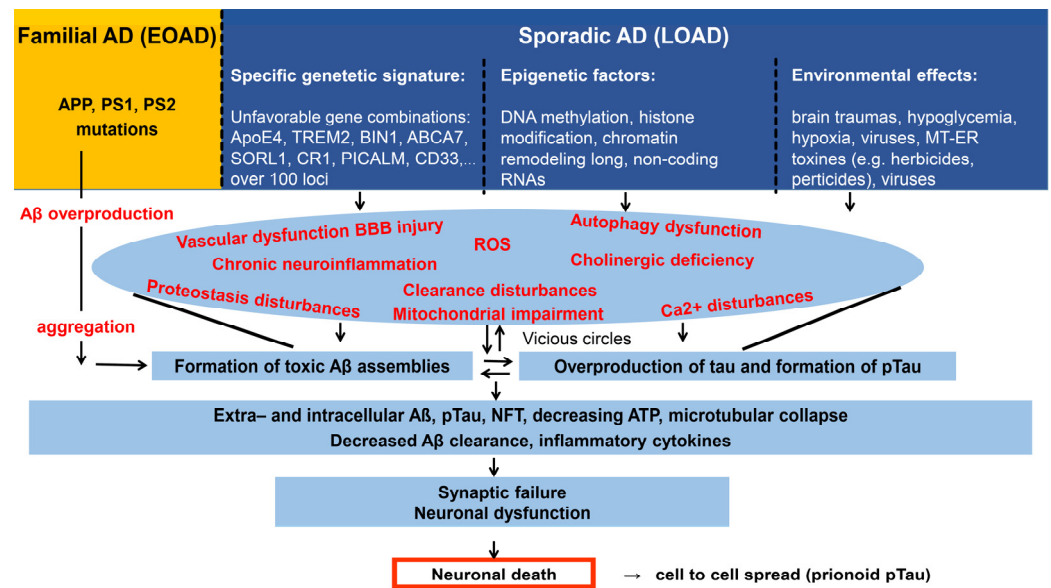 Familial AD (EOAD)
Sporadic AD (LOAD)
APP, PS1, PS2
mutations
Specific genetetic signature:
Unfavorable gene combinations:
ApoE4, TREM2, BIN1, ABCA7,
SORL1, CR1, PICALM, CD33,...
over 100 loci
Epigenetic factors:
DNA methylation, histone
modification, chromatin
remodeling long, non-coding
RNAs
Environmental effects:
brain traumas, hypoglycemia,
hypoxia, viruses, MT-ER
toxines (e.g. herbicides,
perticides), viruses
Aβ overproduction
aggregation
Vascular dysfunction BBB injury
ROS
Autophagy dysfunction
Chronic neuroinflammation
Cholinergic deficiency
Proteostasis disturbances
Clearance disturbances
Mitochondrial impairment
Ca2+ disturbances
Vicious circles
Formation of toxic Aβ assemblies
Overproduction of tau and formation of pTau
Extra– and intracellular Aß, pTau, NFT, decreasing ATP, microtubular collapse
Decreased Aβ clearance, inflammatory cytokines
Synaptic failure
Neuronal dysfunction
Neuronal death
→ cell to cell spread (prionoid pTau)